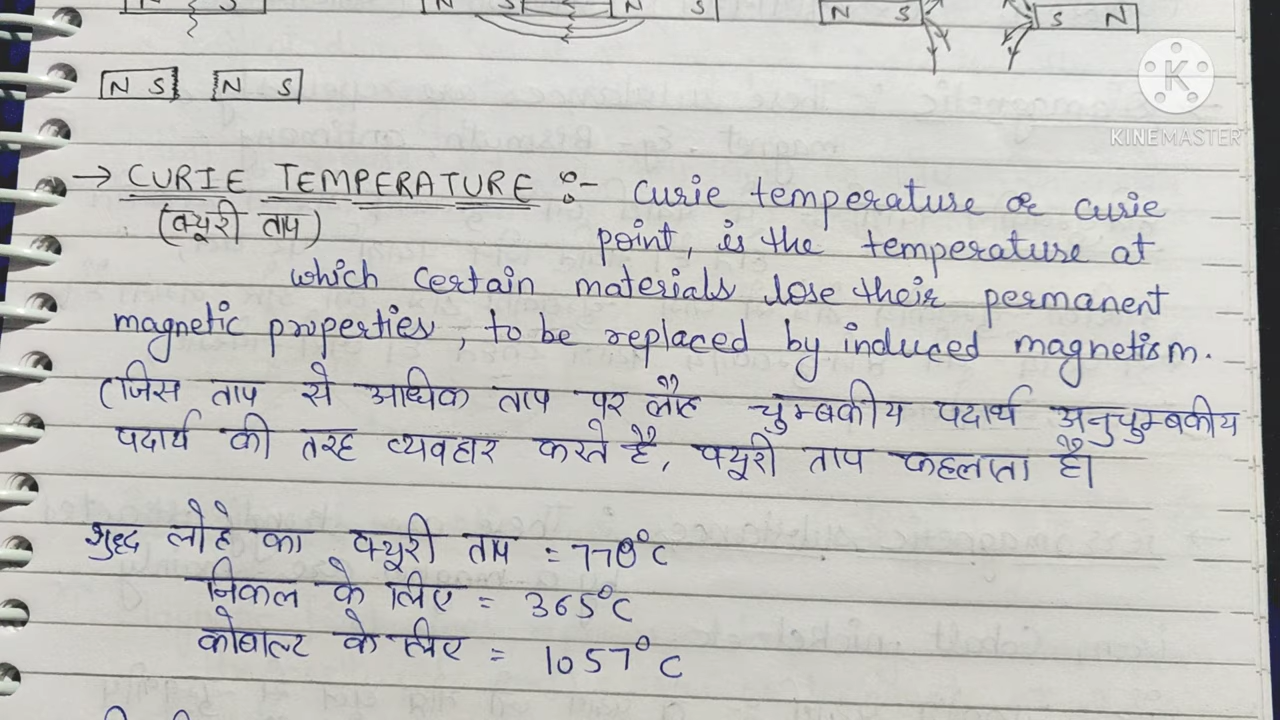 N S N S N S S N
N S N S
KINEMASTER
→ CURIE TEMPERATURE :- Curie temperature or curie
(क्यूरी ताप) point, is the temperature at
which certain materials lose their permanent
magnetic properties, to be replaced by induced magnetism.
(जिस ताप से अधिक ताप पर लौह चुम्बकीय पदार्थ अनुचुम्बकीय
पदार्थ की तरह व्यवहार करते है, क्यूरी ताप कहलाता है।
शुद्ध लोहे का क्यूरी ताप = 770°C
निकल के लिए = 365°C
कोबाल्ट के लिए = 1057°C